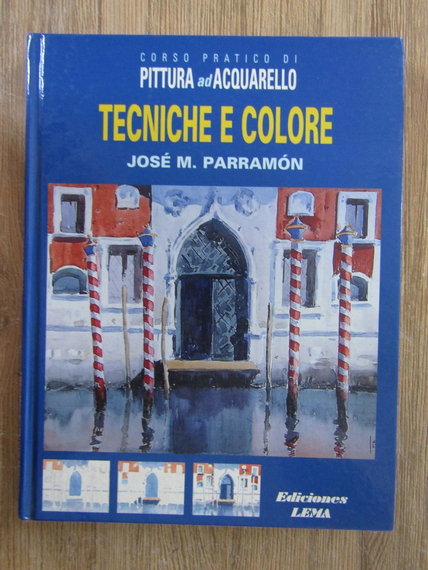 CORSO PRATICO DI
PITTURA ad ACQUARELLO
TECNICHE E COLORE
JOSÉ M. PARRAMÓN
Ediciones
LEMA